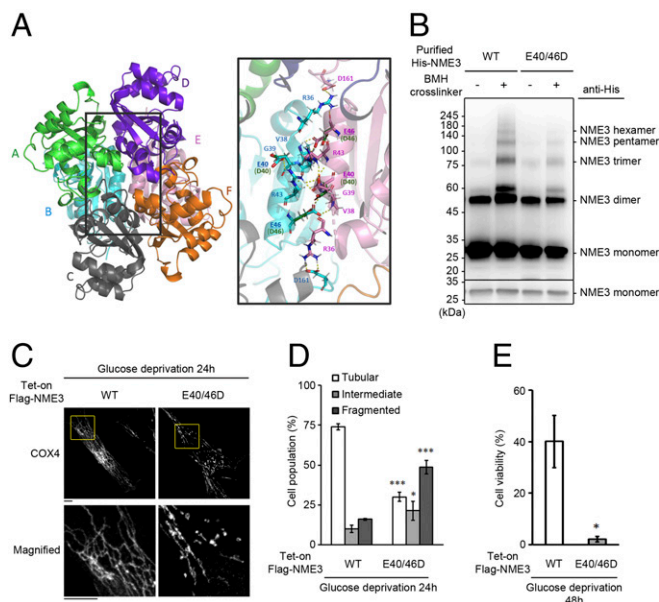 A
A
B
C
D
E
F
D161
R36
V38
G39
E40
(D40)
R43
E46
(D46)
E46
(D46)
R43
E40
(D40)
G39
V38
R36
D161
B
Purified
His-NME3
WT
E40/46D
BMH
crosslinker
-
+
-
+
anti-His
245
180
140
100
75
60
45
35
25
20
35
25
(kDa)
NME3 hexamer
NME3 pentamer
NME3 trimer
NME3 dimer
NME3 monomer
NME3 monomer
C
Glucose deprivation 24h
Tet-on
Flag-NME3
WT
E40/46D
COX4
Magnified
D
Tubular
Intermediate
Fragmented
Cell population (%)
100
75
50
25
0
***
*
***
Tet-on
Flag-NME3
WT
E40/46D
Glucose deprivation 24h
E
Cell viability (%)
60
40
20
0
*
Tet-on
Flag-NME3
WT
E40/46D
Glucose deprivation
48h